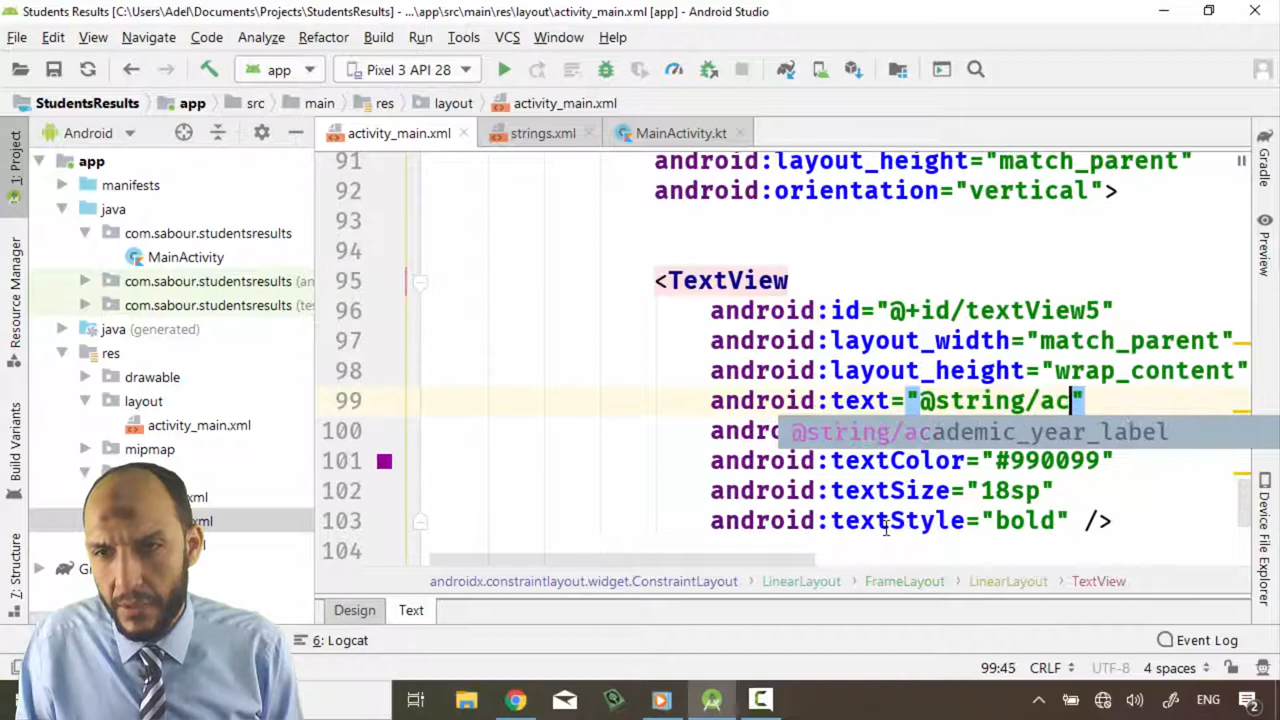 Students Results [C:\Users\Adel\Documents\Projects\StudentsResults] - ...\app\src\main\res\layout\activity_main.xml [app] - Android Studio
File Edit View Navigate Code Analyze Refactor Build Run Tools VCS Window Help
app Pixel 3 API 28
StudentsResults app src main res layout activity_main.xml
1: Project
Resource Manager
Build Variants
7: Structure
Android
app
manifests
java
com.sabour.studentsresults
MainActivity
com.sabour.studentsresults (an
com.sabour.studentsresults (tes
java (generated)
res
drawable
layout
activity_main.xml
mipmap
xml
ml
activity_main.xml strings.xml MainActivity.kt
91 android:layout_height="match_parent"
92 android:orientation="vertical">
93
94
95 <TextView
96 android:id="@+id/textView5"
97 android:layout_width="match_parent"
98 android:layout_height="wrap_content"
99 android:text="@string/ac"
100 andro
@string/academic_year_label
101 android:textColor="#990099"
102 android:textSize="18sp"
103 android:textStyle="bold" />
104
androidx.constraintlayout.widget.ConstraintLayout LinearLayout FrameLayout LinearLayout TextView
Design Text
Gradle
Preview
Device File Explorer
6: Logcat Event Log
99:45 CRLF UTF-8 4 spaces
ENG 2